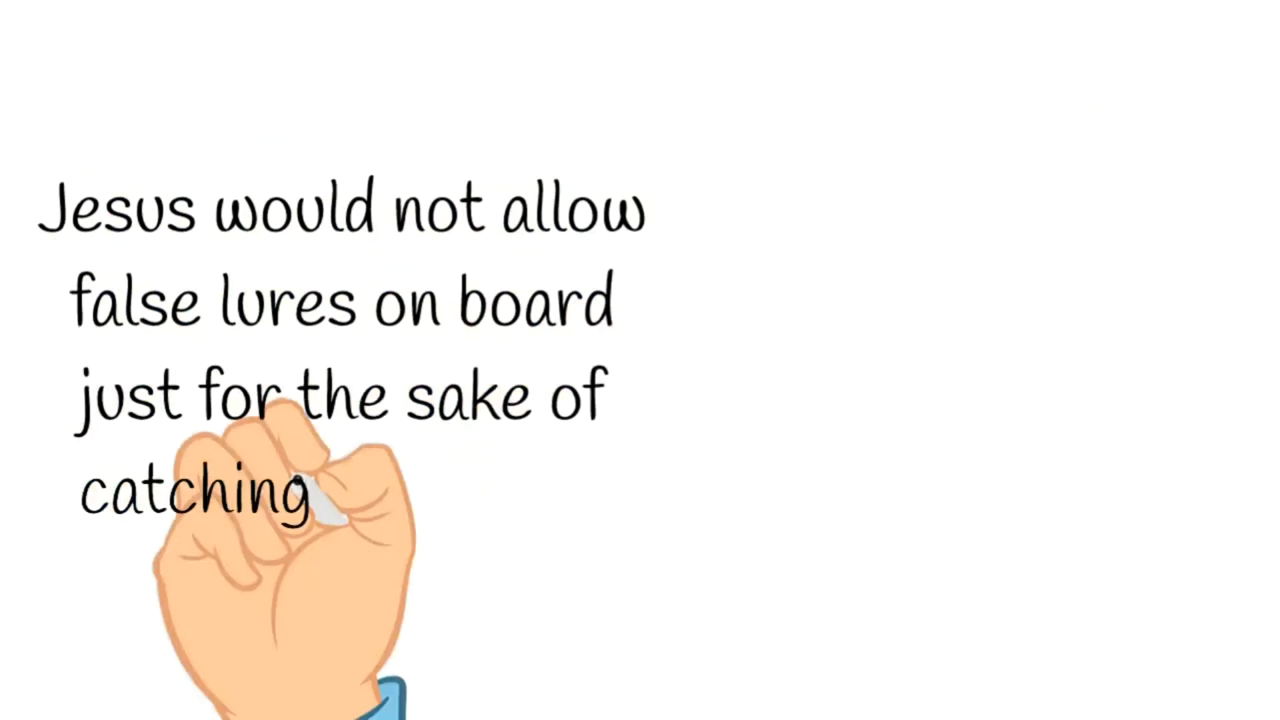 Jesus would not allow
false lures on board
just for the sake of
catching